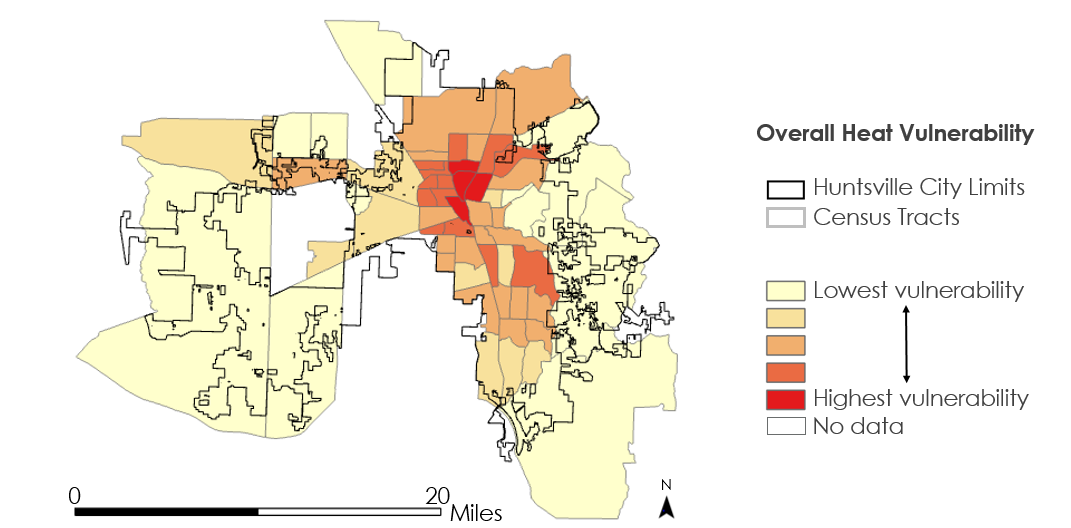 Overall Heat Vulnerability
Huntsville City Limits
Census Tracts
Lowest vulnerability
Highest vulnerability
No data
0 20
Miles
N